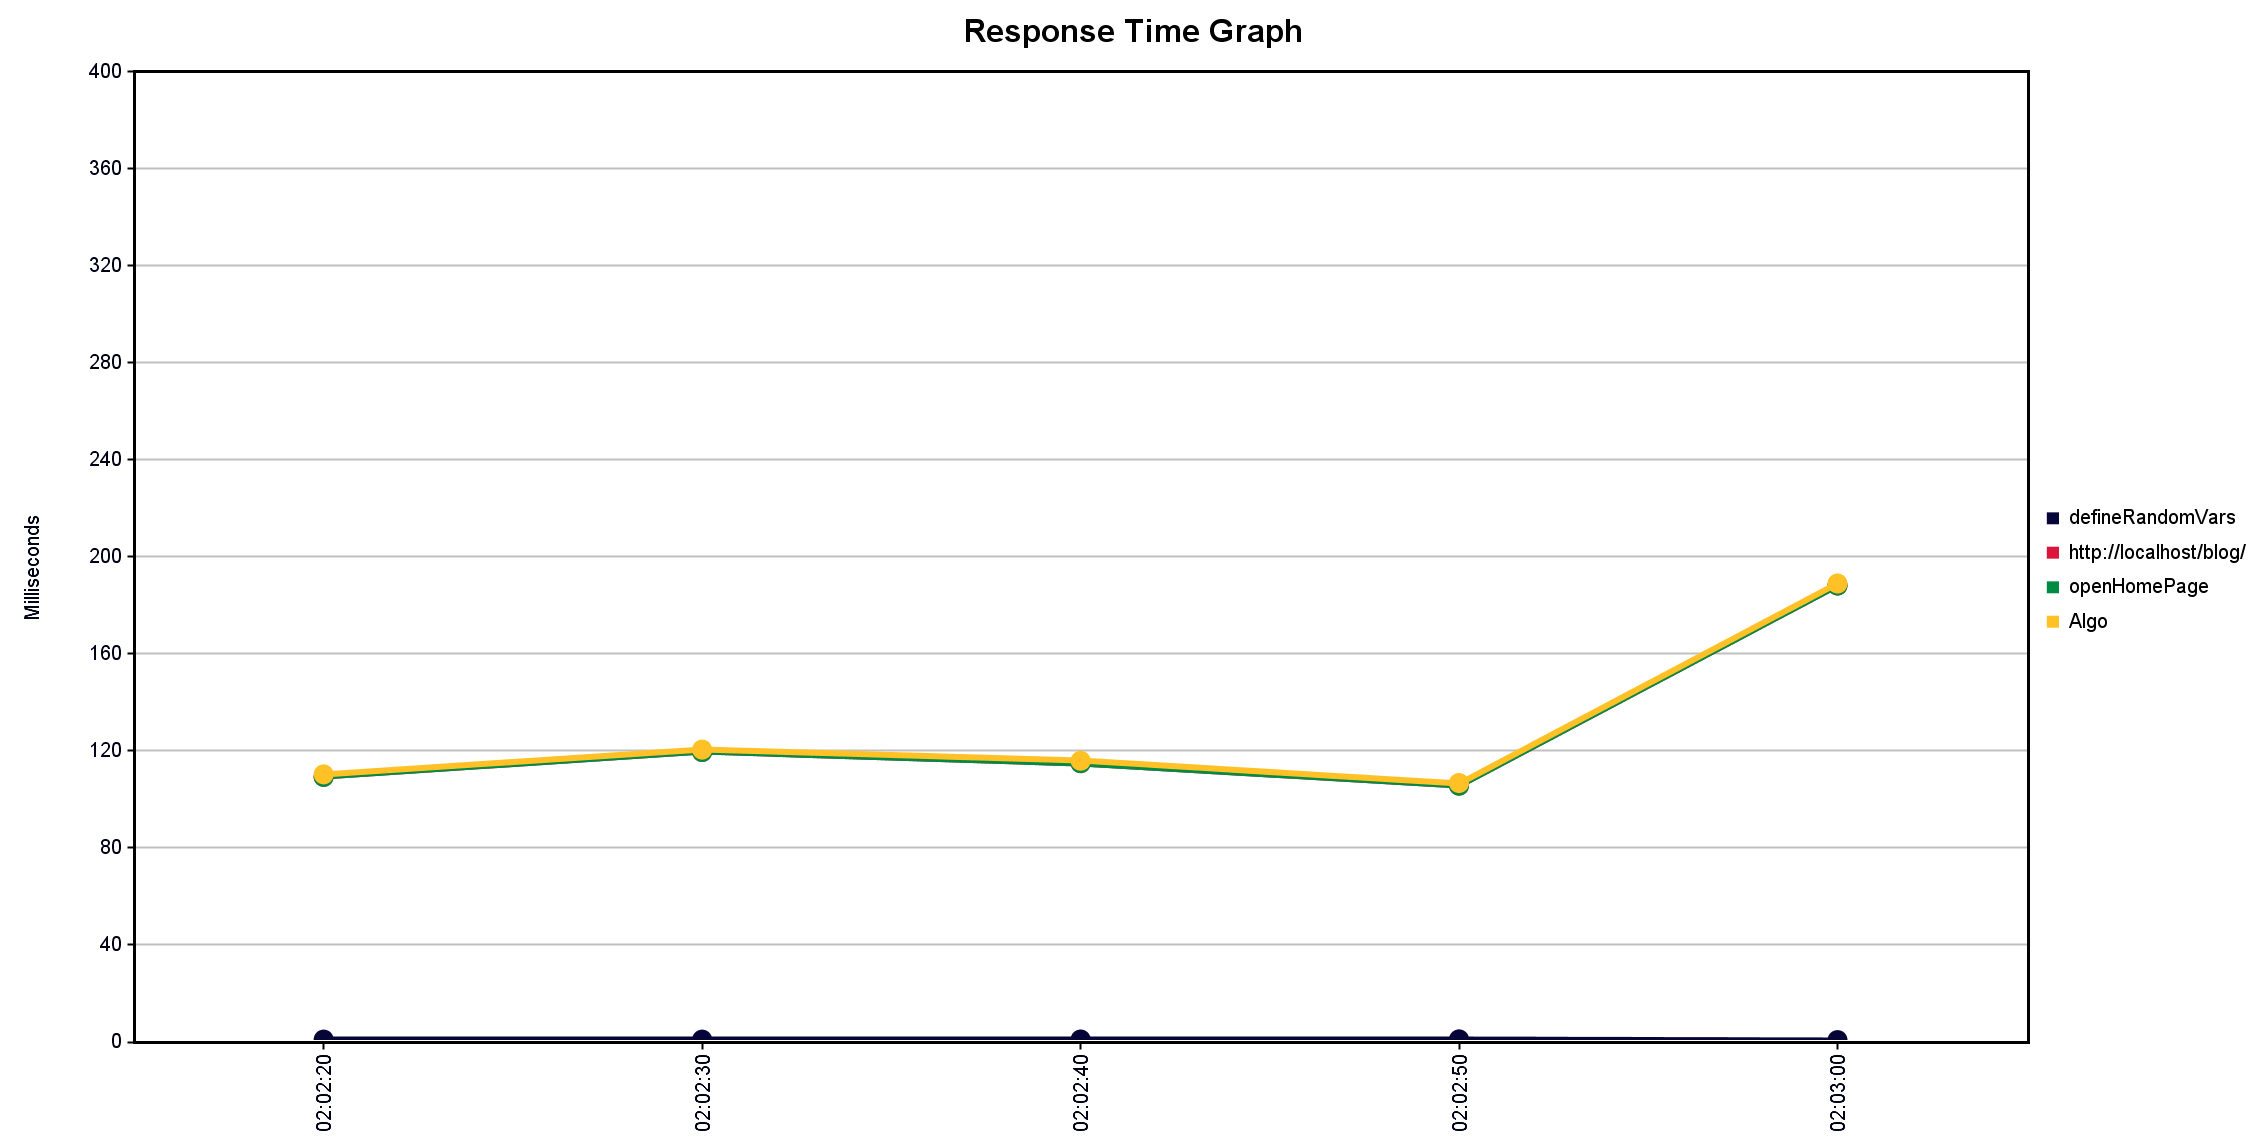 Response Time Graph
400
360
320
280
240
200
160
120
80
40
0
Milliseconds
02:02:20
02:02:30
02:02:40
02:02:50
02:03:00
defineRandomVars
http://localhost/blog/
openHomePage
Algo